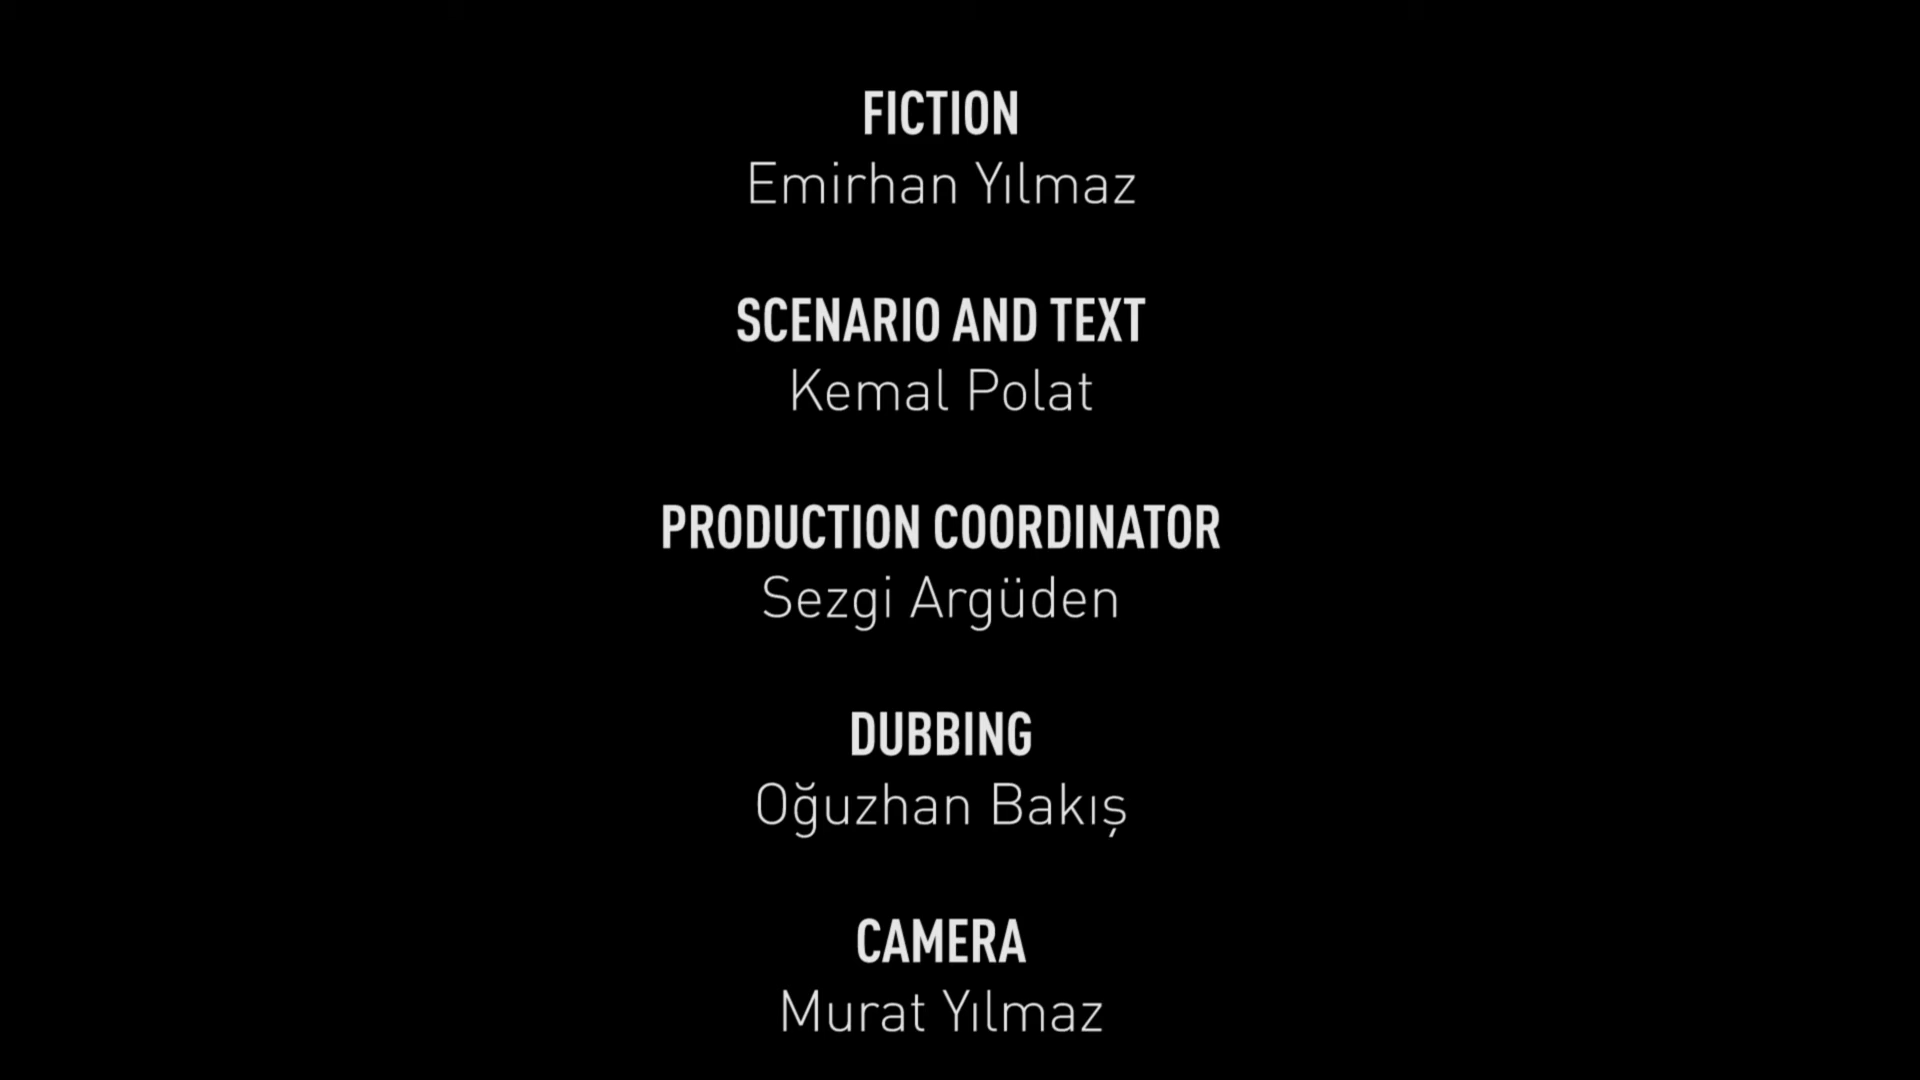 FICTION
Emirhan Yılmaz
SCENARIO AND TEXT
Kemal Polat
PRODUCTION COORDINATOR
Sezgi Argüden
DUBBING
Oğuzhan Bakış
CAMERA
Murat Yılmaz